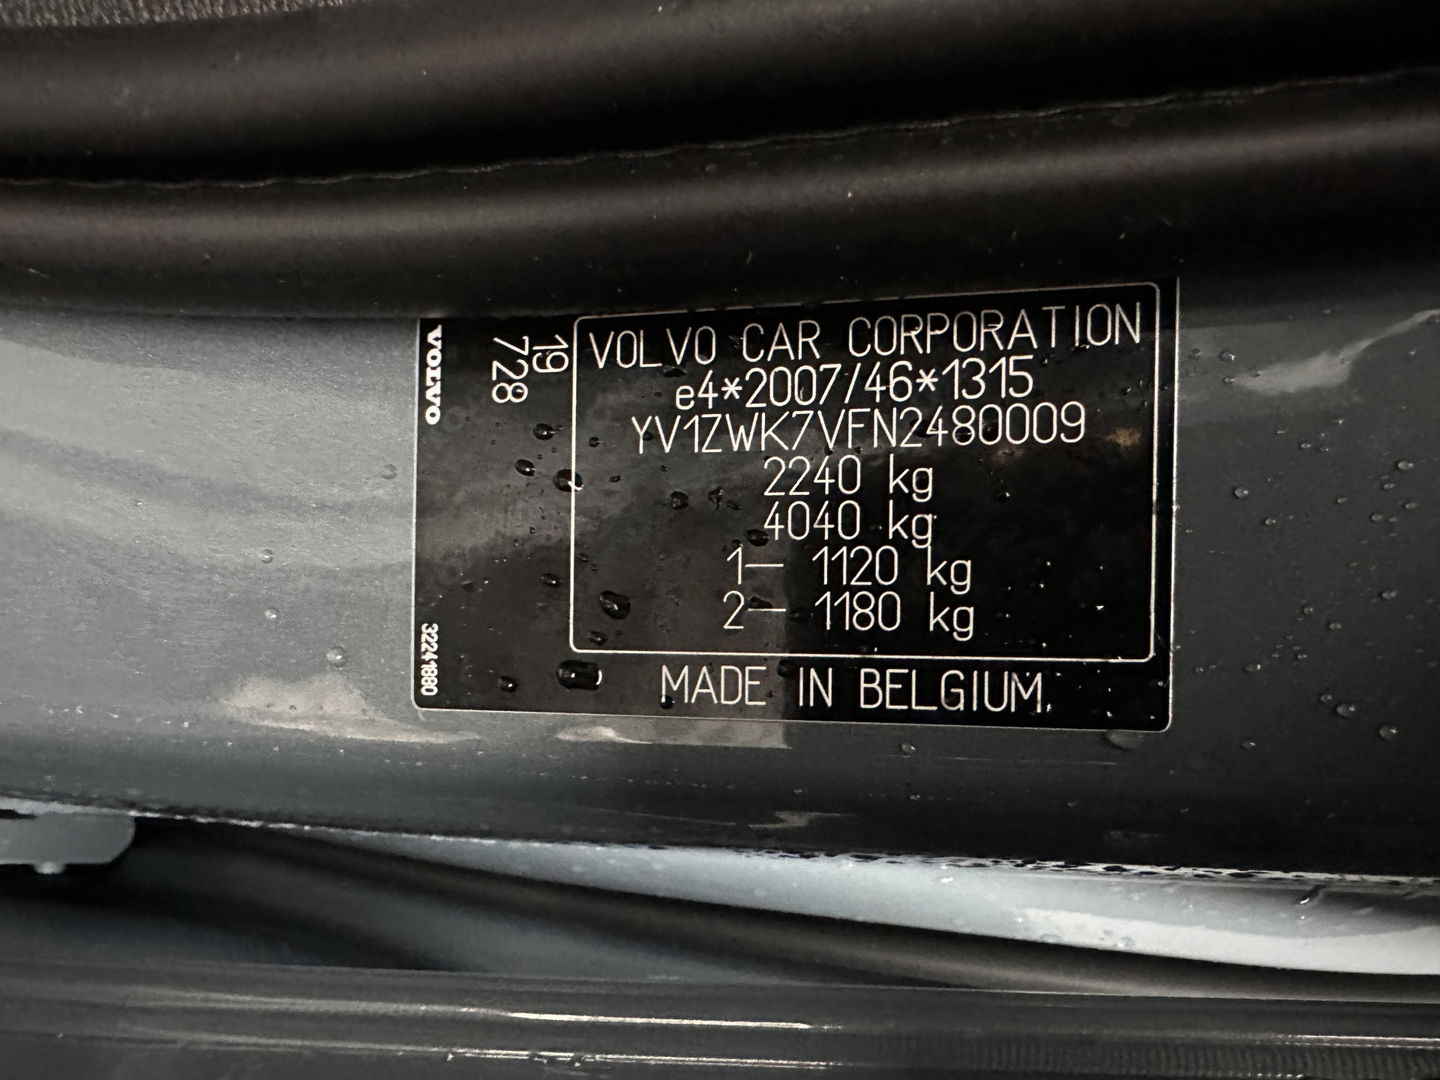 VOLVO
19
728
32241880
VOLVO CAR CORPORATION
e4*2007/46*1315
YV1ZWK7VFN2480009
2240 kg
4040 kg
1– 1120 kg
2– 1180 kg
MADE IN BELGIUM.